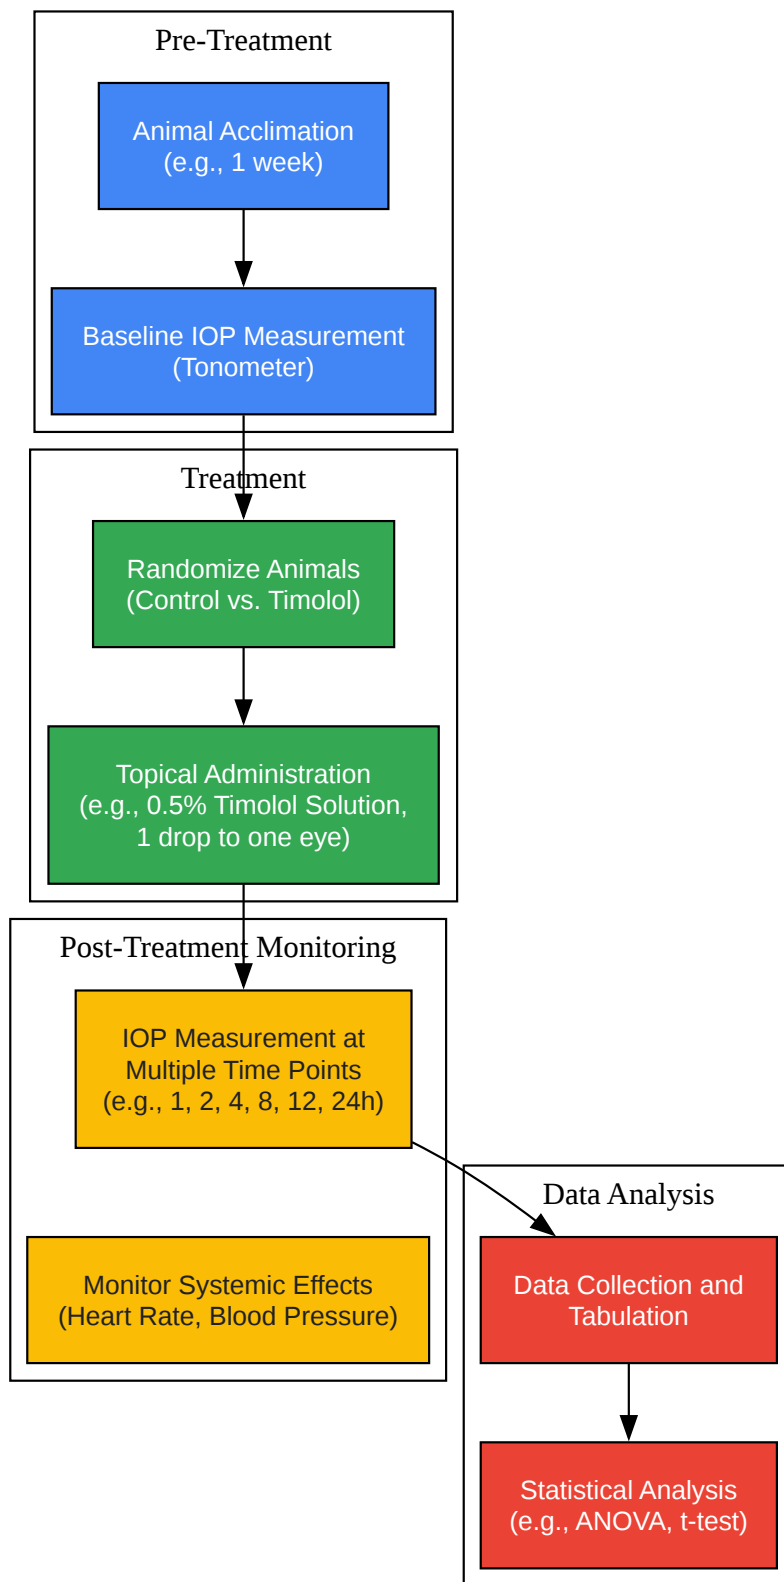 Pre-Treatment
Animal Acclimation
(e.g., 1 week)
Baseline IOP Measurement
(Tonometer)
Treatment
Randomize Animals
(Control vs. Timolol)
Topical Administration
(e.g., 0.5% Timolol Solution,
1 drop to one eye)
Post-Treatment Monitoring
IOP Measurement at
Multiple Time Points
(e.g., 1, 2, 4, 8, 12, 24h)
Monitor Systemic Effects
(Heart Rate, Blood Pressure)
Data Analysis
Data Collection and
Tabulation
Statistical Analysis
(e.g., ANOVA, t-test)